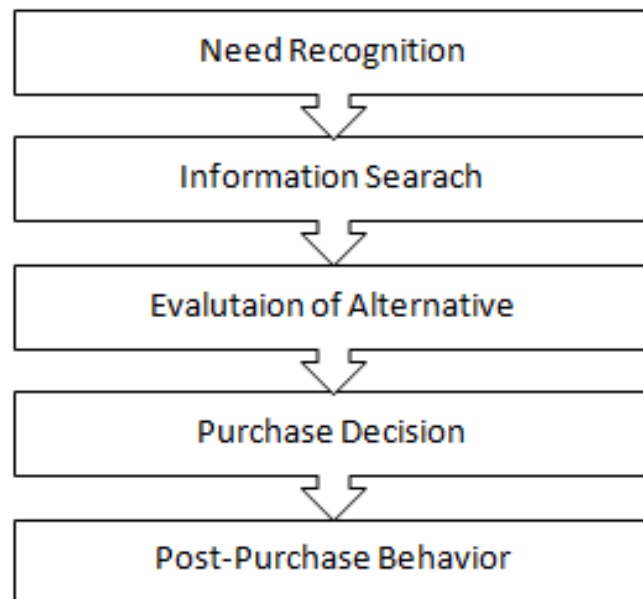 Need Recognition
Information Searach
Evalutaion of Alternative
Purchase Decision
Post-Purchase Behavior